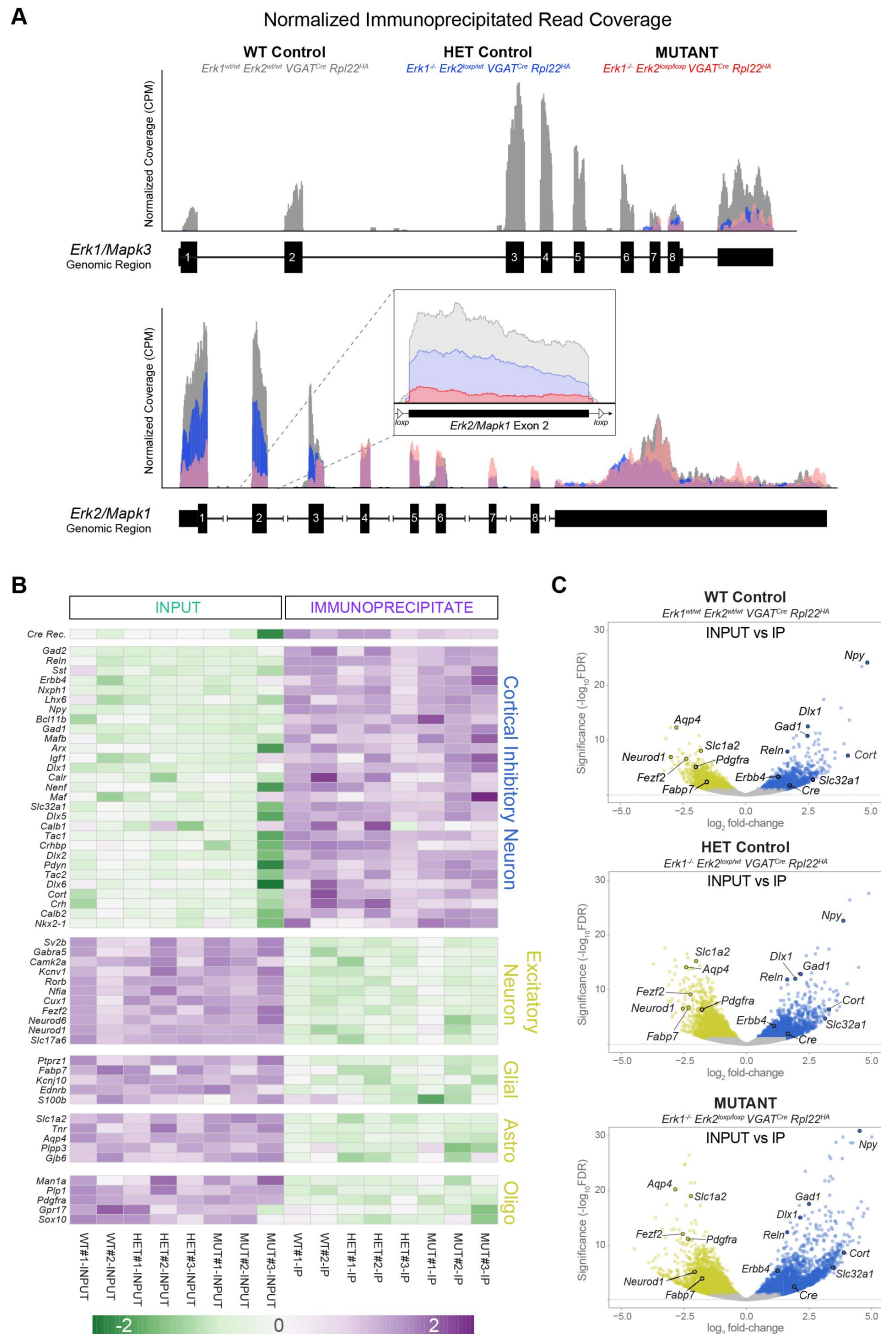 A
Normalized Immunoprecipitated Read Coverage
WT Control
Erk1wt/wt Erk2wt/wt VGATCre Rpl22HA
HET Control
Erk1-/- Erk2loxp/wt VGATCre Rpl22HA
MUTANT
Erk1-/- Erk2loxp/loxp VGATCre Rpl22HA
Normalized Coverage (CPM)
Erk1/Mapk3
Genomic Region
1 2 3 4 5 6 7 8
Normalized Coverage (CPM)
loxp
Erk2/Mapk1 Exon 2
loxp
Erk2/Mapk1
Genomic Region
1 2 3 4 5 6 7 8
B
INPUT
IMMUNOPRECIPITATE
Cre Rec.
Gad2
Reln
Sst
Erbb4
Nxph1
Lhx6
Npy
Bcl11b
Gad1
Mafb
Arx
Igf1
Dlx1
Calr
Nenf
Maf
Slc32a1
Dlx5
Calb1
Tac1
Crhbp
Dlx2
Pdyn
Tac2
Dlx6
Cort
Crh
Calb2
Nkx2-1
Cortical Inhibitory Neuron
Sv2b
Gabra5
Camk2a
Kcnv1
Rorb
Nfia
Cux1
Fezf2
Neurod6
Neurod1
Slc17a6
Excitatory
Neuron
Ptprz1
Fabp7
Kcnj10
Ednrb
S100b
Glial
Slc1a2
Tnr
Aqp4
Plpp3
Gjb6
Astro
Man1a
Plp1
Pdgfra
Gpr17
Sox10
Oligo
WT#1-INPUT
WT#2-INPUT
HET#1-INPUT
HET#2-INPUT
HET#3-INPUT
MUT#1-INPUT
MUT#2-INPUT
MUT#3-INPUT
WT#1-IP
WT#2-IP
HET#1-IP
HET#2-IP
HET#3-IP
MUT#1-IP
MUT#2-IP
MUT#3-IP
-2 0 2
C
WT Control
Erk1wt/wt Erk2wt/wt VGATCre Rpl22HA
INPUT vs IP
Significance (-log10FDR)
30
20
10
Npy
Dlx1
Gad1
Aqp4
Slc1a2
Reln
Cort
Neurod1
Pdgfra
Fezf2
Erbb4
Slc32a1
Fabp7
Cre
-5.0 -2.5 0 2.5 5.0
log2 fold-change
HET Control
Erk1-/- Erk2loxp/wt VGATCre Rpl22HA
INPUT vs IP
Significance (-log10FDR)
30
20
10
Npy
Slc1a2
Dlx1
Gad1
Aqp4
Reln
Fezf2
Pdgfra
Cort
Neurod1
Erbb4
Slc32a1
Fabp7
Cre
-5.0 -2.5 0 2.5 5.0
log2 fold-change
MUTANT
Erk1-/- Erk2loxp/loxp VGATCre Rpl22HA
INPUT vs IP
Significance (-log10FDR)
30
20
10
Npy
Aqp4
Slc1a2
Gad1
Dlx1
Fezf2
Pdgfra
Reln
Cort
Erbb4
Slc32a1
Neurod1
Fabp7
Cre
-5.0 -2.5 0 2.5 5.0
log2 fold-change